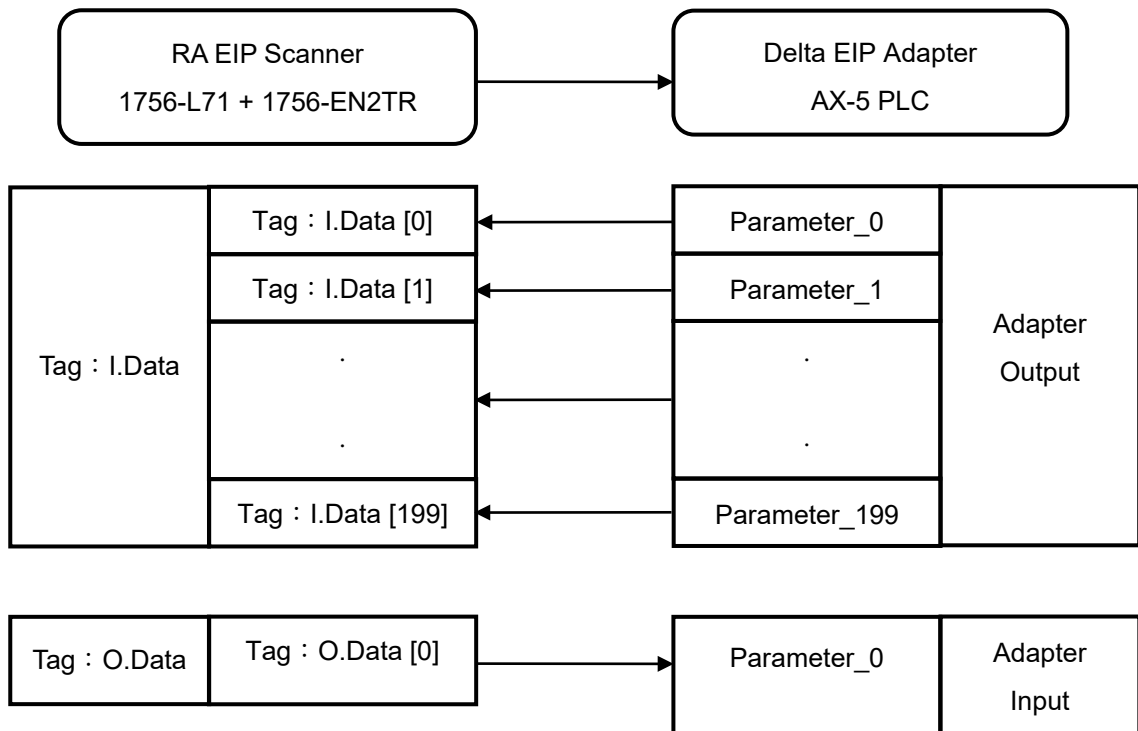 RA EIP Scanner
1756-L71 + 1756-EN2TR
Delta EIP Adapter
AX-5 PLC
Tag：I.Data
Tag：I.Data [0]
Parameter_0
Tag：I.Data [1]
Parameter_1
.
.
.
.
Tag：I.Data [199]
Parameter_199
Adapter
Output
Tag：O.Data
Tag：O.Data [0]
Parameter_0
Adapter
Input